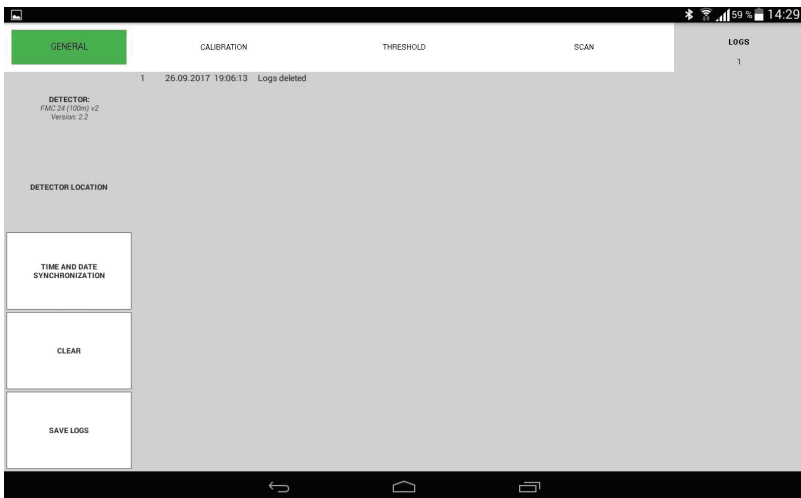 59 % 14:29
GENERAL CALIBRATION THRESHOLD SCAN LOGS
1
1 26.09.2017 19:06:13 Logs deleted
DETECTOR:
FMC 24 (100m) v2
Version: 2.2
DETECTOR LOCATION
TIME AND DATE
SYNCHRONIZATION
CLEAR
SAVE LOGS